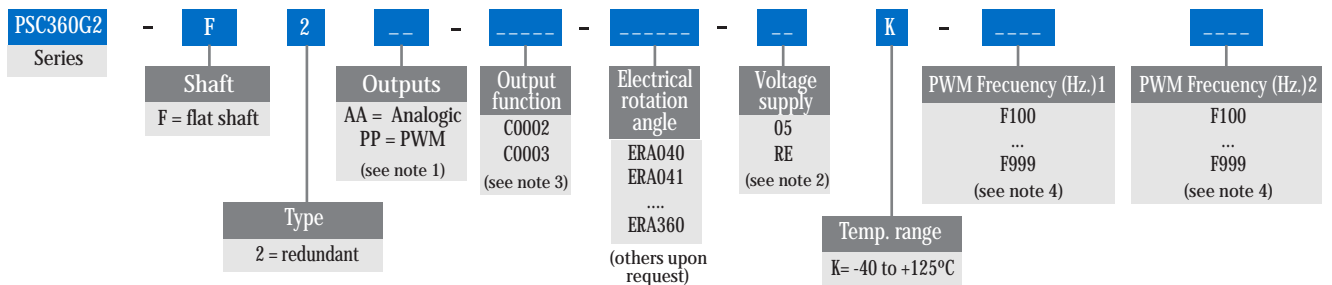 PSC360G2 - F 2 _ _ - _ _ _ _ _ - _ _ _ _ _ _ - _ _ K - _ _ _ _ _ _ _ _
Series
Shaft
F = flat shaft
Type
2 = redundant
Outputs
AA = Analogic
PP = PWM
(see note 1)
Output
function
C0002
C0003
(see note 3)
Electrical
rotation
angle
ERA040
ERA041
....
ERA360
(others upon
request)
Voltage
supply
05
RE
(see note 2)
Temp. range
K= -40 to +125ºC
PWM Frecuency (Hz.)1
F100
...
F999
(see note 4)
PWM Frecuency (Hz.)2
F100
...
F999
(see note 4)